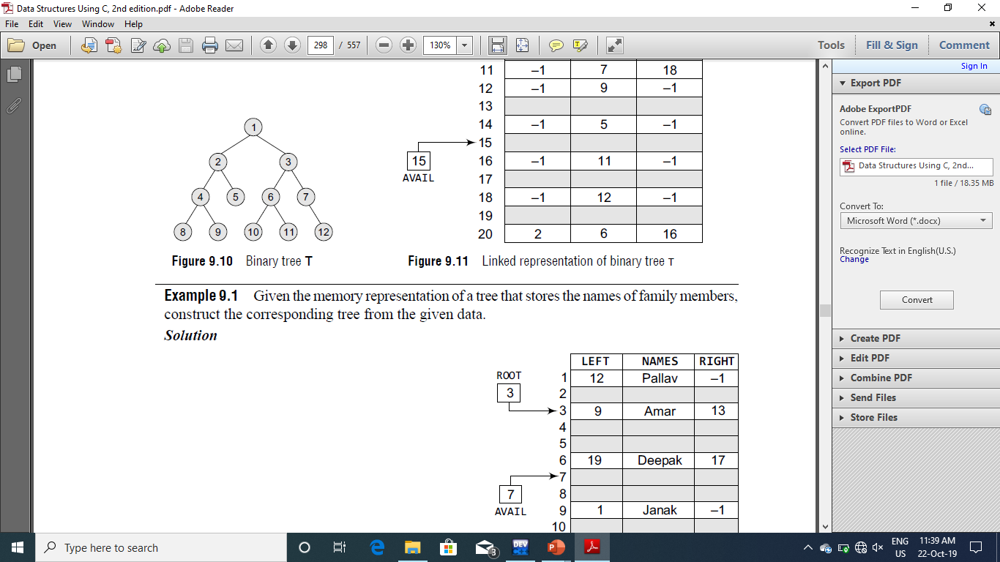 Data Structures Using C, 2nd edition.pdf - Adobe Reader
File Edit View Window Help
Open 298 / 557 130% Tools Fill & Sign Comment
Sign In
Export PDF
Adobe ExportPDF
Convert PDF files to Word or Excel
online.
Select PDF File:
Data Structures Using C, 2nd...
1 file / 18.35 MB
Convert To:
Microsoft Word (*.docx)
Recognize Text in English(U.S.)
Change
Convert
Create PDF
Edit PDF
Combine PDF
Send Files
Store Files
1
2 3
4 5 6 7
8 9 10 11 12
Figure 9.10 Binary tree T
11 –1 7 18
12 –1 9 –1
13
14 –1 5 –1
15
16 –1 11 –1
17
18 –1 12 –1
19
20 2 6 16
15
AVAIL
Figure 9.11 Linked representation of binary tree T
Example 9.1 Given the memory representation of a tree that stores the names of family members,
construct the corresponding tree from the given data.
Solution
LEFT NAMES RIGHT
ROOT
3
1 12 Pallav –1
2
3 9 Amar 13
4
5
6 19 Deepak 17
7
8
9 1 Janak –1
10
7
AVAIL
Type here to search
3
DEV
C++
ENG
US
11:39 AM
22-Oct-19